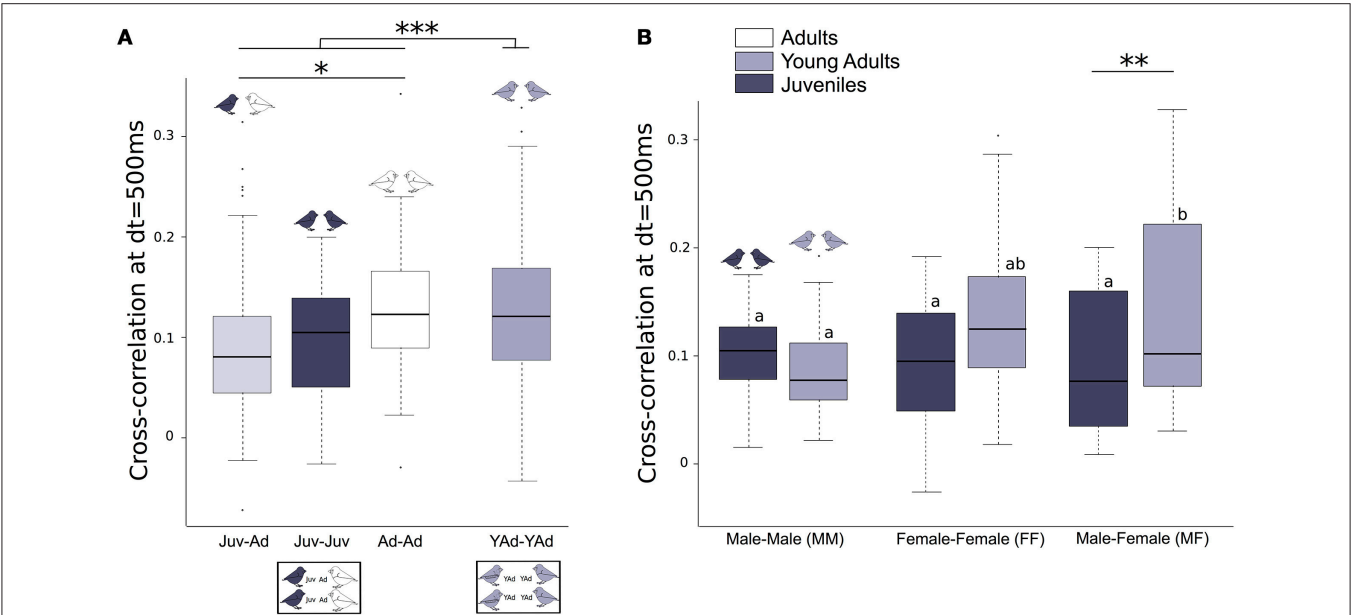 A
***
*
Cross-correlation at dt=500ms
0.3
0.2
0.1
0
Juv-Ad Juv-Juv Ad-Ad YAd-YAd
Juv Ad
Juv Ad
YAd YAd
YAd YAd
B
Adults
Young Adults
Juveniles
**
Cross-correlation at dt=500ms
0.3
0.2
0.1
0
a a a ab a b
Male-Male (MM) Female-Female (FF) Male-Female (MF)